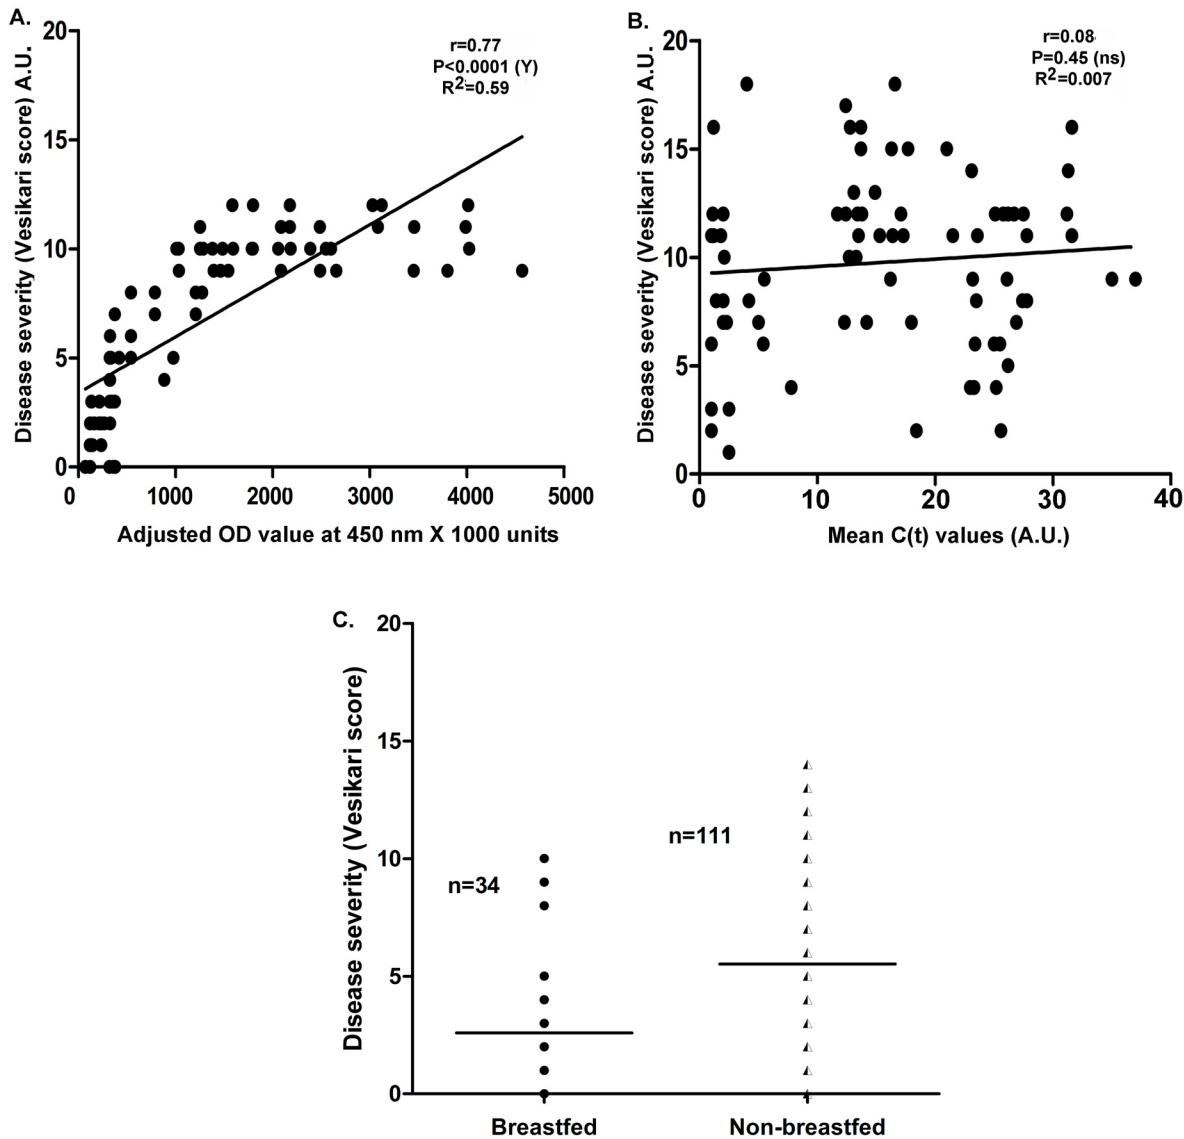 A.
20
15
10
5
0
Disease severity (Vesikari score) A.U.
r=0.77
P<0.0001 (Y)
R2=0.59
0 1000 2000 3000 4000 5000
Adjusted OD value at 450 nm X 1000 units
B.
20
15
10
5
0
Disease severity (Vesikari score) A.U.
r=0.08
P=0.45 (ns)
R2=0.007
0 10 20 30 40
Mean C(t) values (A.U.)
C.
20
15
10
5
0
Disease severity (Vesikari score)
n=34
n=111
Breastfed Non-breastfed